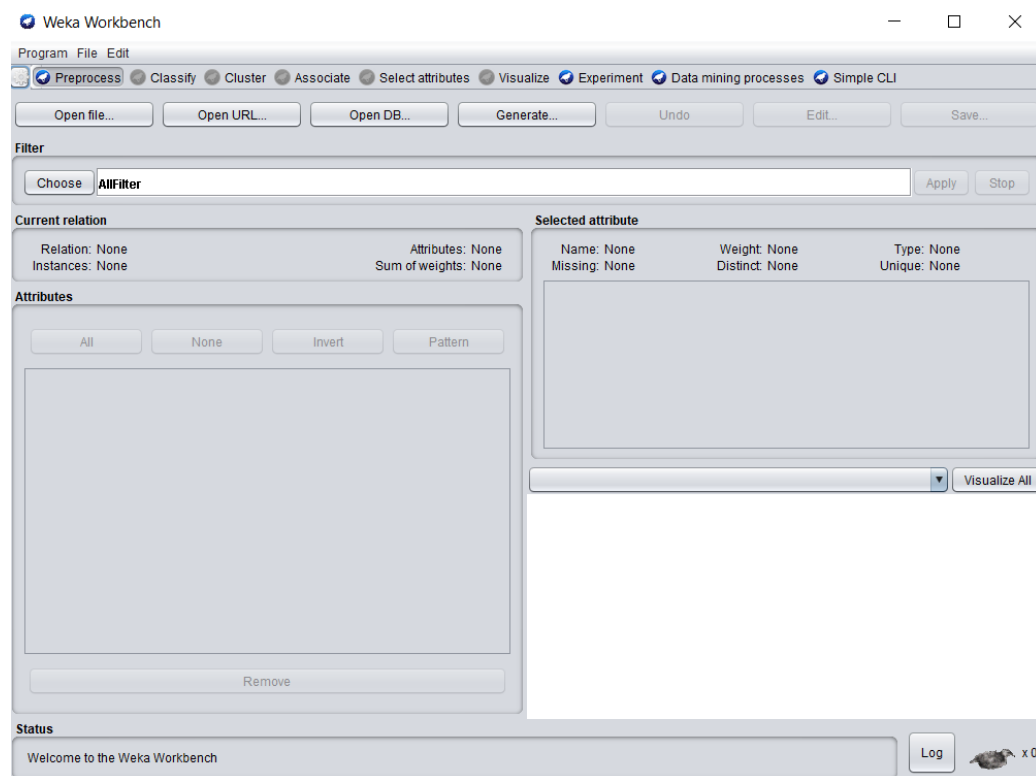 Weka Workbench
Program File Edit
Preprocess Classify Cluster Associate Select attributes Visualize Experiment Data mining processes Simple CLI
Open file... Open URL... Open DB... Generate... Undo Edit... Save...
Filter
Choose AllFilter Apply Stop
Current relation
Relation: None Attributes: None
Instances: None Sum of weights: None
Attributes
All None Invert Pattern
Remove
Selected attribute
Name: None Weight: None Type: None
Missing: None Distinct: None Unique: None
Visualize All
Status
Welcome to the Weka Workbench
Log x 0